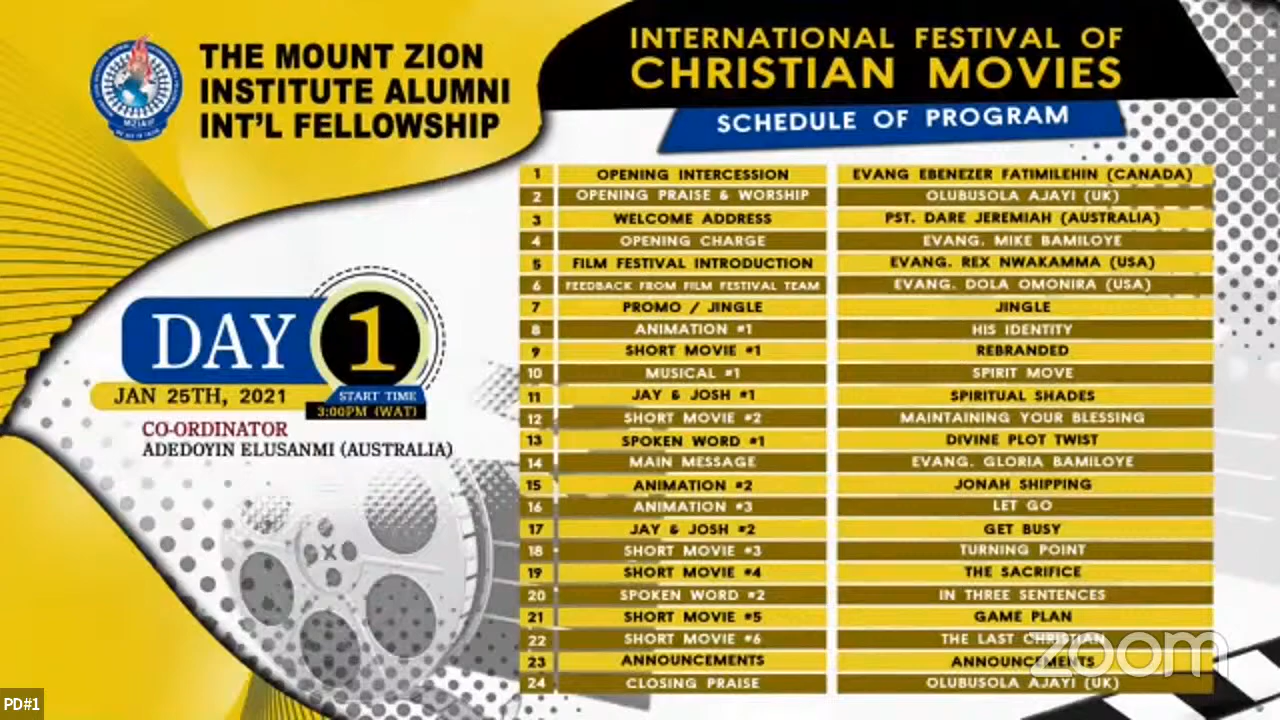 THE MOUNT ZION
INSTITUTE ALUMNI
INT'L FELLOWSHIP
MZIAIF
INTERNATIONAL FESTIVAL OF
CHRISTIAN MOVIES
SCHEDULE OF PROGRAM
DAY 1
JAN 25TH, 2021
START TIME
3:00PM (WAT)
CO-ORDINATOR
ADEDOYIN ELUSANMI (AUSTRALIA)
1 OPENING INTERCESSION EVANG EBENEZER FATIMILEHIN (CANADA)
2 OPENING PRAISE & WORSHIP OLUBUSOLA AJAYI (UK)
3 WELCOME ADDRESS PST. DARE JEREMIAH (AUSTRALIA)
4 OPENING CHARGE EVANG. MIKE BAMILOYE
5 FILM FESTIVAL INTRODUCTION EVANG. REX NWAKAMMA (USA)
6 FEEDBACK FROM FILM FESTIVAL TEAM EVANG. DOLA OMONIRA (USA)
7 PROMO / JINGLE JINGLE
8 ANIMATION #1 HIS IDENTITY
9 SHORT MOVIE #1 REBRANDED
10 MUSICAL #1 SPIRIT MOVE
11 JAY & JOSH #1 SPIRITUAL SHADES
12 SHORT MOVIE #2 MAINTAINING YOUR BLESSING
13 SPOKEN WORD #1 DIVINE PLOT TWIST
14 MAIN MESSAGE EVANG. GLORIA BAMILOYE
15 ANIMATION #2 JONAH SHIPPING
16 ANIMATION #3 LET GO
17 JAY & JOSH #2 GET BUSY
18 SHORT MOVIE #3 TURNING POINT
19 SHORT MOVIE #4 THE SACRIFICE
20 SPOKEN WORD #2 IN THREE SENTENCES
21 SHORT MOVIE #5 GAME PLAN
22 SHORT MOVIE #6 THE LAST CHRISTIAN
23 ANNOUNCEMENTS ANNOUNCEMENTS
24 CLOSING PRAISE OLUBUSOLA AJAYI (UK)
zoom
PD#1